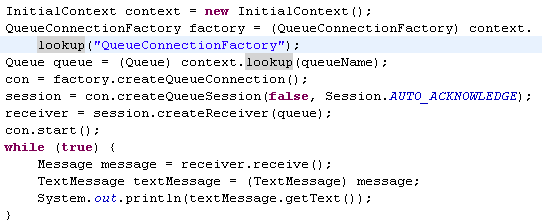 InitialContext context = new InitialContext();
QueueConnectionFactory factory = (QueueConnectionFactory) context.
lookup("QueueConnectionFactory");
Queue queue = (Queue) context.lookup(queueName);
con = factory.createQueueConnection();
session = con.createQueueSession(false, Session.AUTO_ACKNOWLEDGE);
receiver = session.createReceiver(queue);
con.start();
while (true) {
Message message = receiver.receive();
TextMessage textMessage = (TextMessage) message;
System.out.println(textMessage.getText());
}